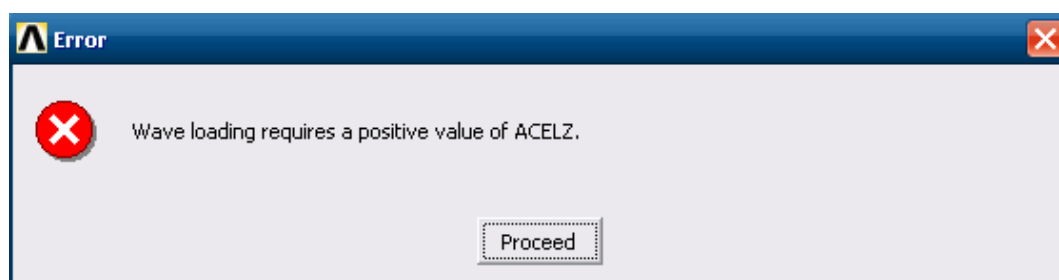 Error
Wave loading requires a positive value of ACELZ.
Proceed